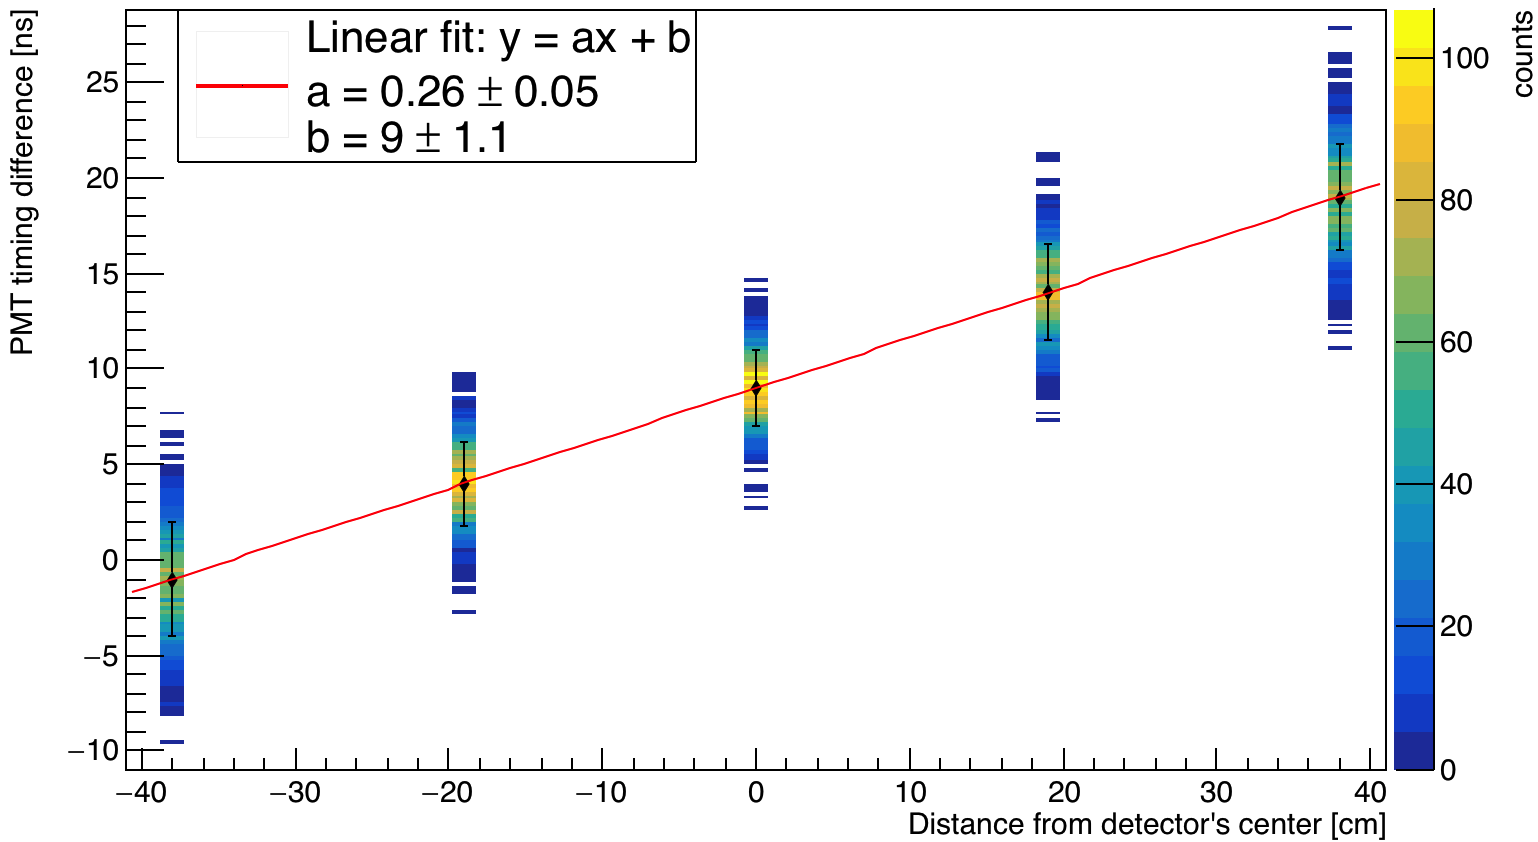 PMT timing difference [ns]
25
20
15
10
5
0
−5
−10
Linear fit: y = ax + b
a = 0.26 ± 0.05
b = 9 ± 1.1
−40 −30 −20 −10 0 10 20 30 40
Distance from detector's center [cm]
counts
100
80
60
40
20
0